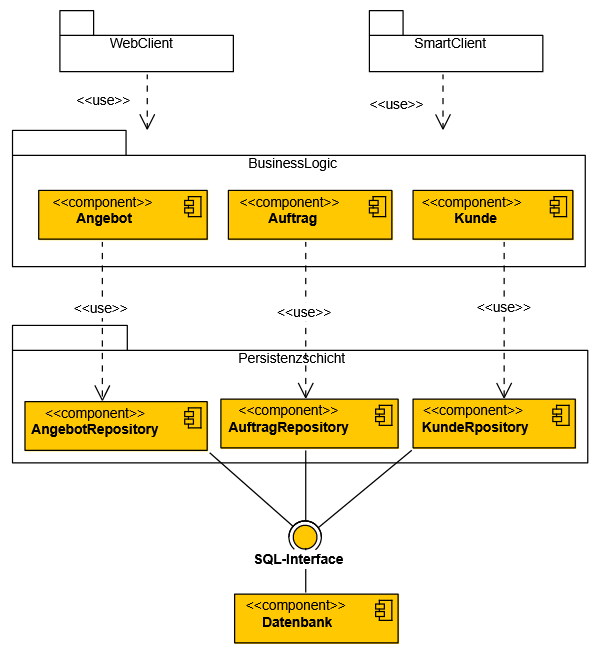 WebClient
SmartClient
<<use>>
<<use>>
BusinessLogic
<<component>>
Angebot
<<component>>
Auftrag
<<component>>
Kunde
<<use>>
<<use>>
<<use>>
Persistenzschicht
<<component>>
AngebotRepository
<<component>>
AuftragRepository
<<component>>
KundeRpository
SQL-Interface
<<component>>
Datenbank